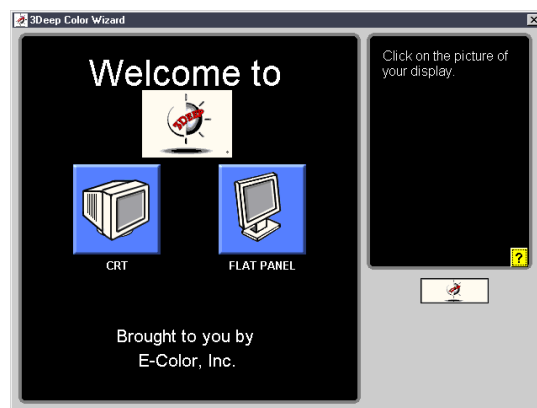 3Deep Color Wizard
Welcome to
3DEEP
CRT
FLAT PANEL
Brought to you by
E-Color, Inc.
Click on the picture of
your display.
?